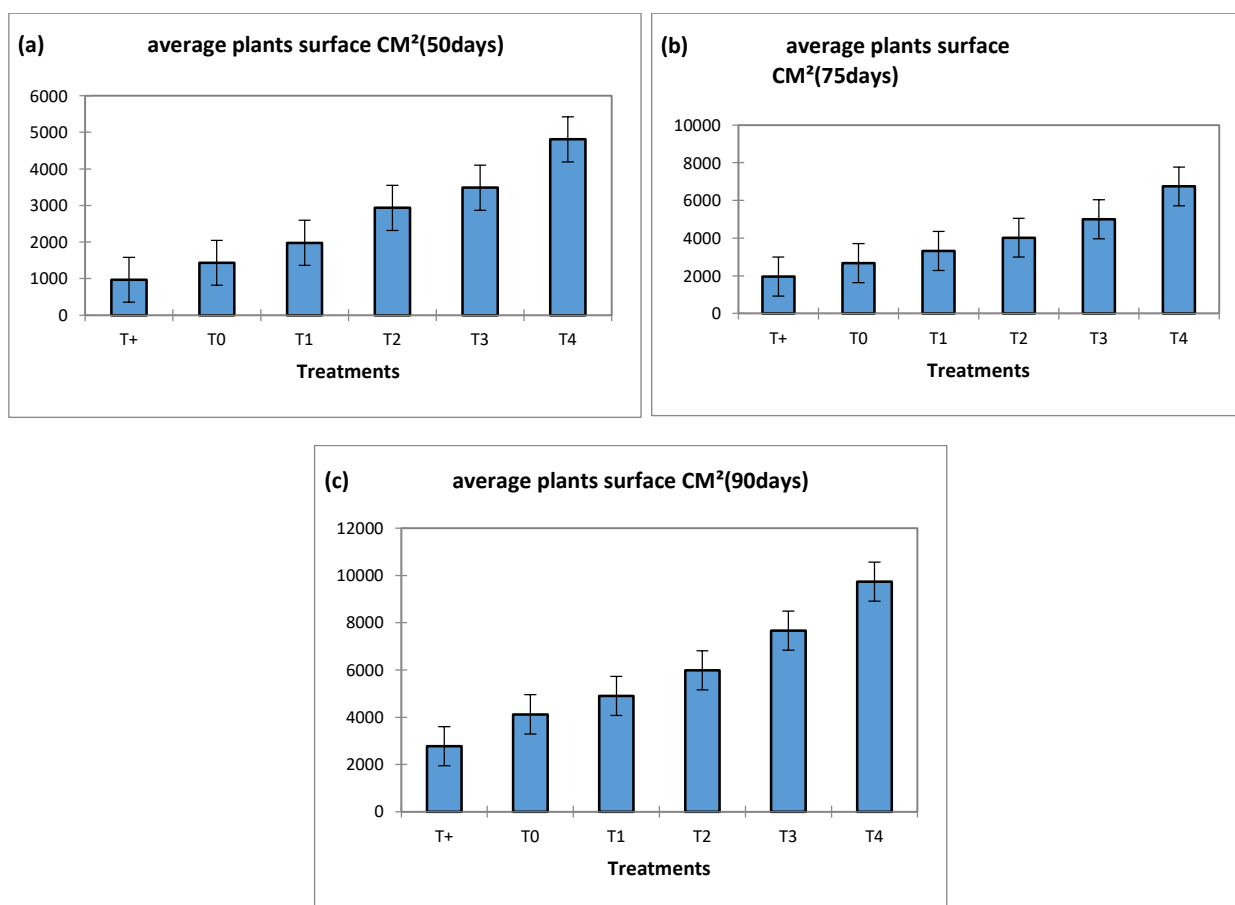 (a) average plants surface CM²(50days)
6000
5000
4000
3000
2000
1000
0
T+ T0 T1 T2 T3 T4
Treatments
(b) average plants surface
CM²(75days)
10000
8000
6000
4000
2000
0
T+ T0 T1 T2 T3 T4
Treatments
(c) average plants surface CM²(90days)
12000
10000
8000
6000
4000
2000
0
T+ T0 T1 T2 T3 T4
Treatments